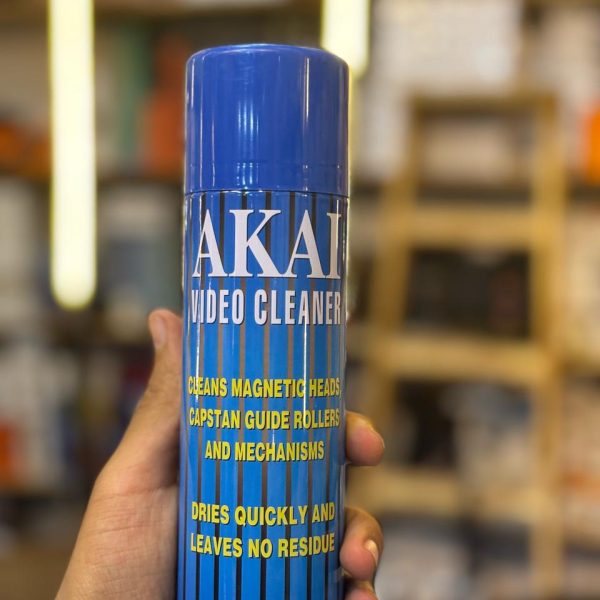 AKAI
VIDEO CLEANER
CLEANS MAGNETIC HEADS
CAPSTAN GUIDE ROLLERS
AND MECHANISMS
DRIES QUICKLY AND
LEAVES NO RESIDUE